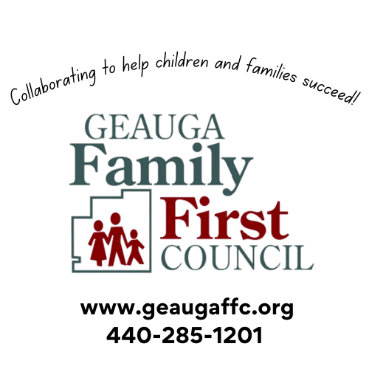 Collaborating to help children and families succeed!
GEAUGA
Family
First
COUNCIL
www.geaugaffc.org
440-285-1201